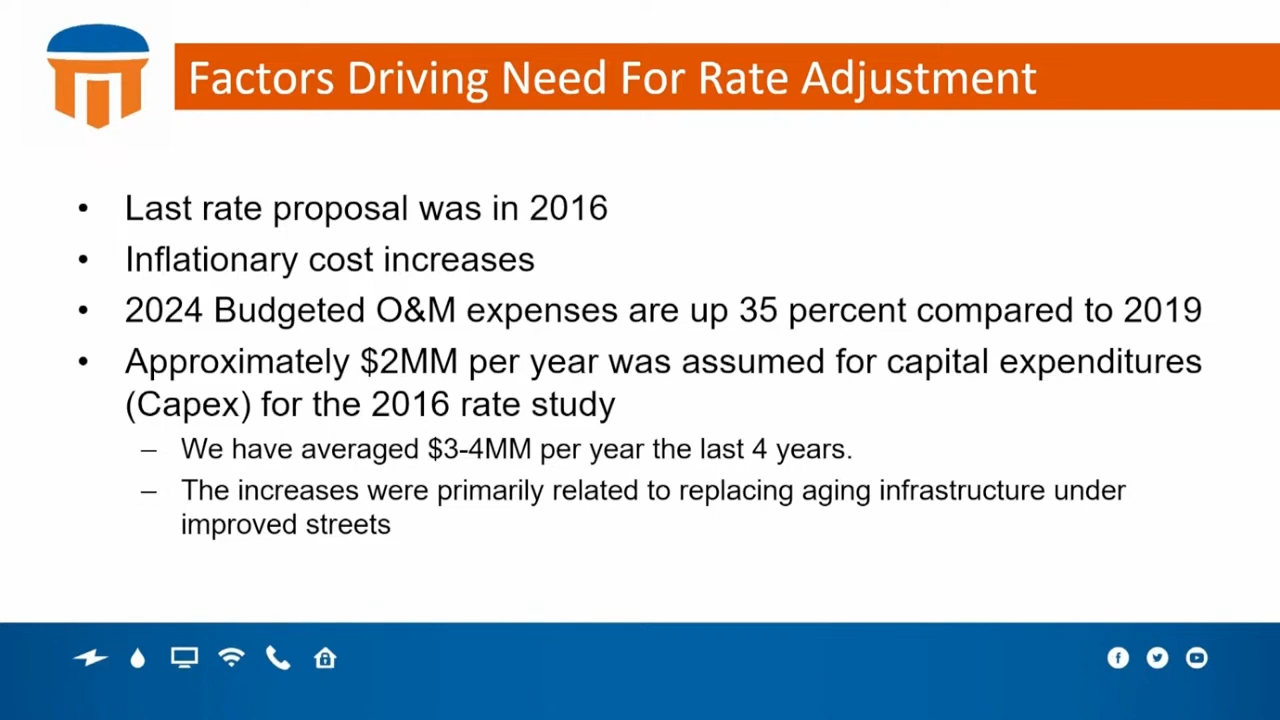 Factors Driving Need For Rate Adjustment
• Last rate proposal was in 2016
• Inflationary cost increases
• 2024 Budgeted O&M expenses are up 35 percent compared to 2019
• Approximately $2MM per year was assumed for capital expenditures
(Capex) for the 2016 rate study
– We have averaged $3-4MM per year the last 4 years.
– The increases were primarily related to replacing aging infrastructure under
improved streets